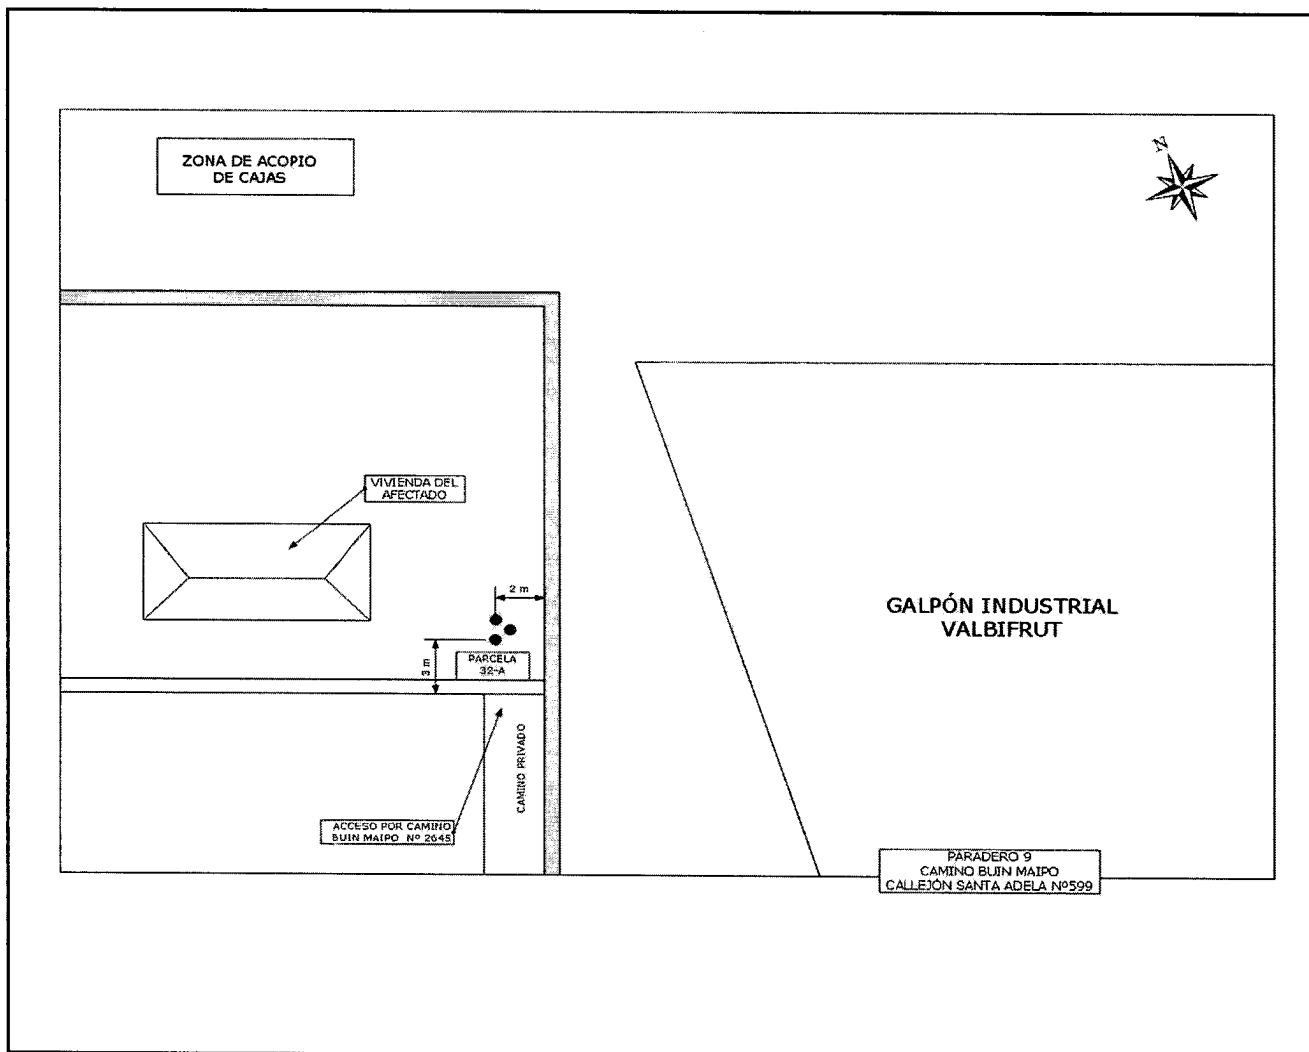 ZONA DE ACOPIO
DE CAJAS
N
VIVIENDA DEL
AFECTADO
2 m
3 m
PARCELA
32-A
GALPÓN INDUSTRIAL
VALBIFRUT
CAMINO PRIVADO
ACCESO POR CAMINO
BUIN MAIPO Nº 2645
PARADERO 9
CAMINO BUIN MAIPO
CALLEJÓN SANTA ADELA Nº599